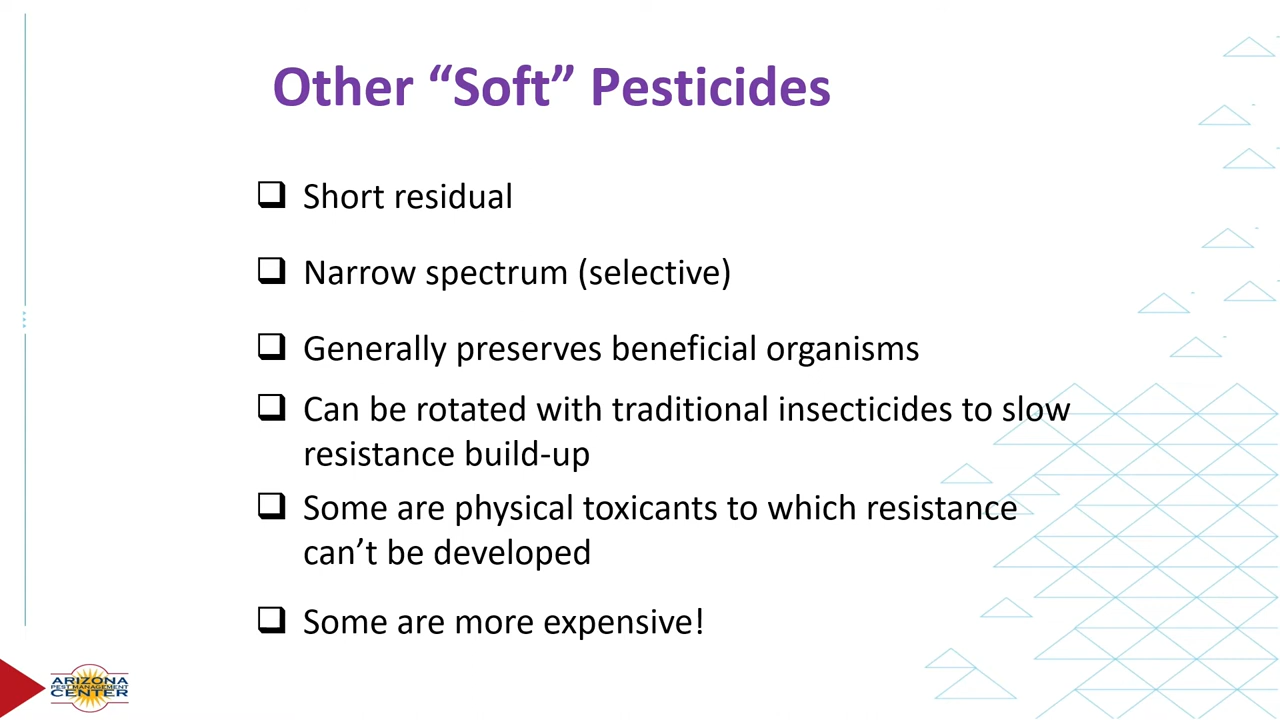 Other “Soft” Pesticides
❑ Short residual
❑ Narrow spectrum (selective)
❑ Generally preserves beneficial organisms
❑ Can be rotated with traditional insecticides to slow
resistance build-up
❑ Some are physical toxicants to which resistance
can’t be developed
❑ Some are more expensive!
ARIZONA
PEST MANAGEMENT
CENTER